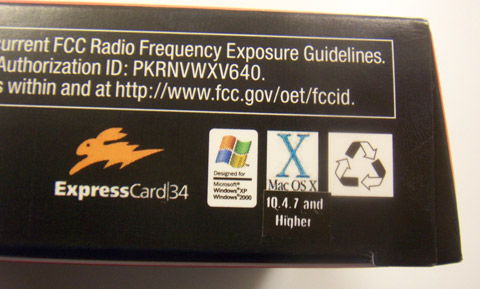 current FCC Radio Frequency Exposure Guidelines.
Authorization ID: PKRNVWXV640.
s within and at http://www.fcc.gov/oet/fccid.
ExpressCard|34
Designed for
Microsoft®
Windows®XP
Windows®2000
X
Mac OS X
10.4.7 and
Higher